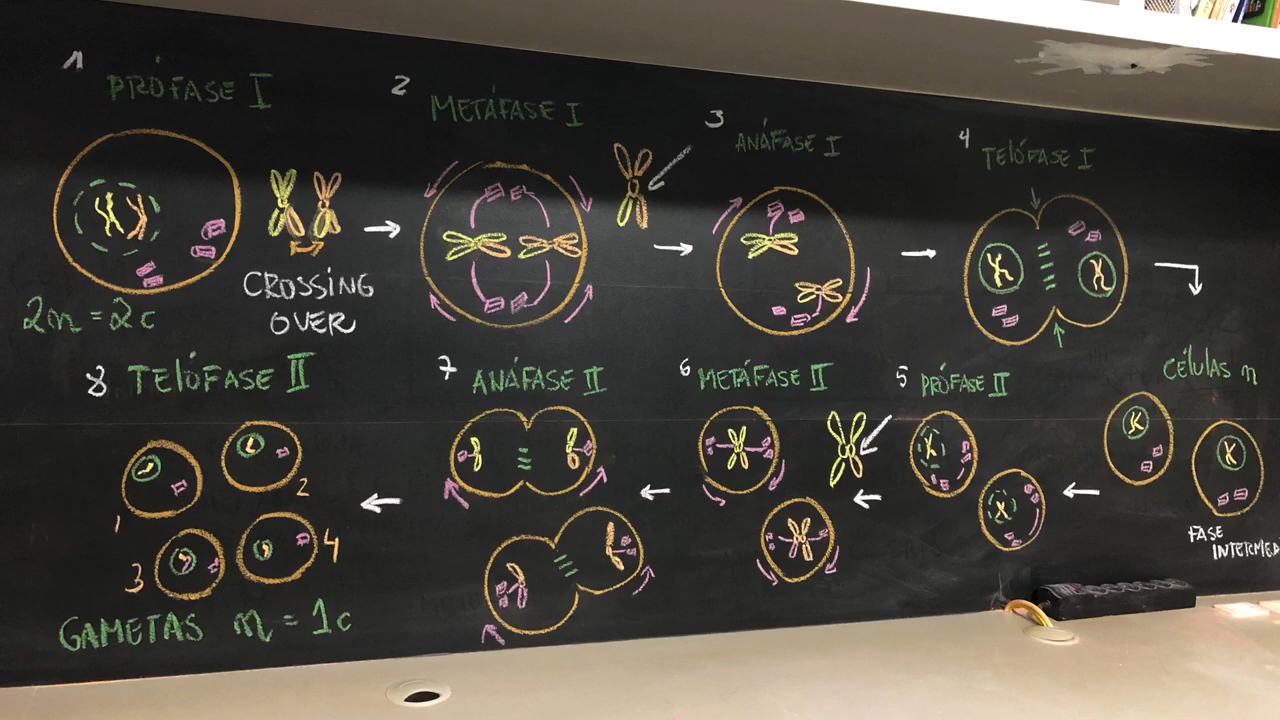 1 PRÓFASE I
2 METÁFASE I
3 ANÁFASE I
4 TELÓFASE I
CROSSING
OVER
2n = 2c
CÉLULAS n
FASE
5 PRÓFASE II
6 METÁFASE II
7 ANÁFASE II
8 TELÓFASE II
1
2
3
4
GAMETAS n = 1c